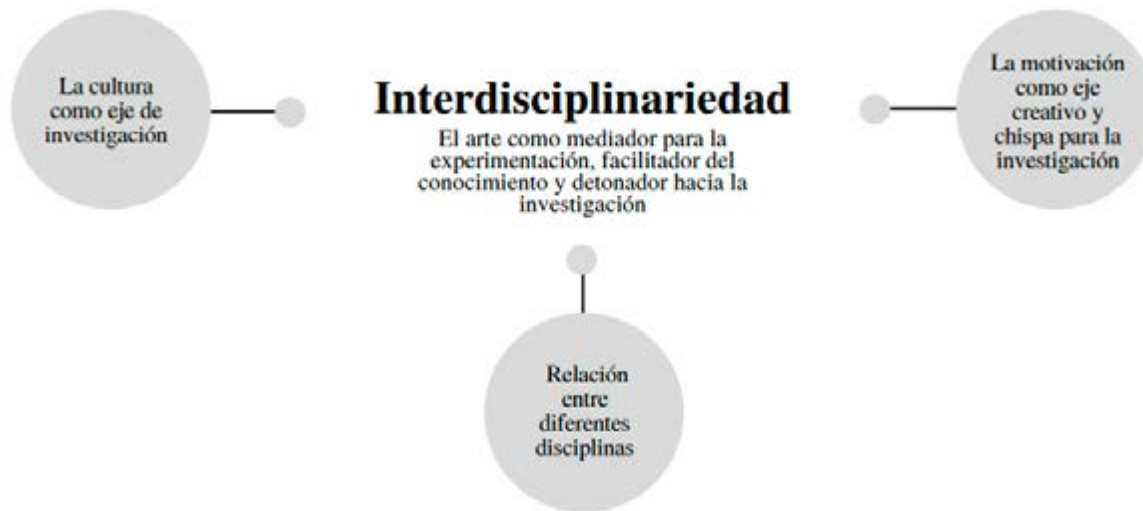 La cultura
como eje de
investigación
Interdisciplinariedad
El arte como mediador para la
experimentación, facilitador del
conocimiento y detonador hacia la
investigación
La motivación
como eje
creativo y
chispa para la
investigación
Relación
entre
diferentes
disciplinas